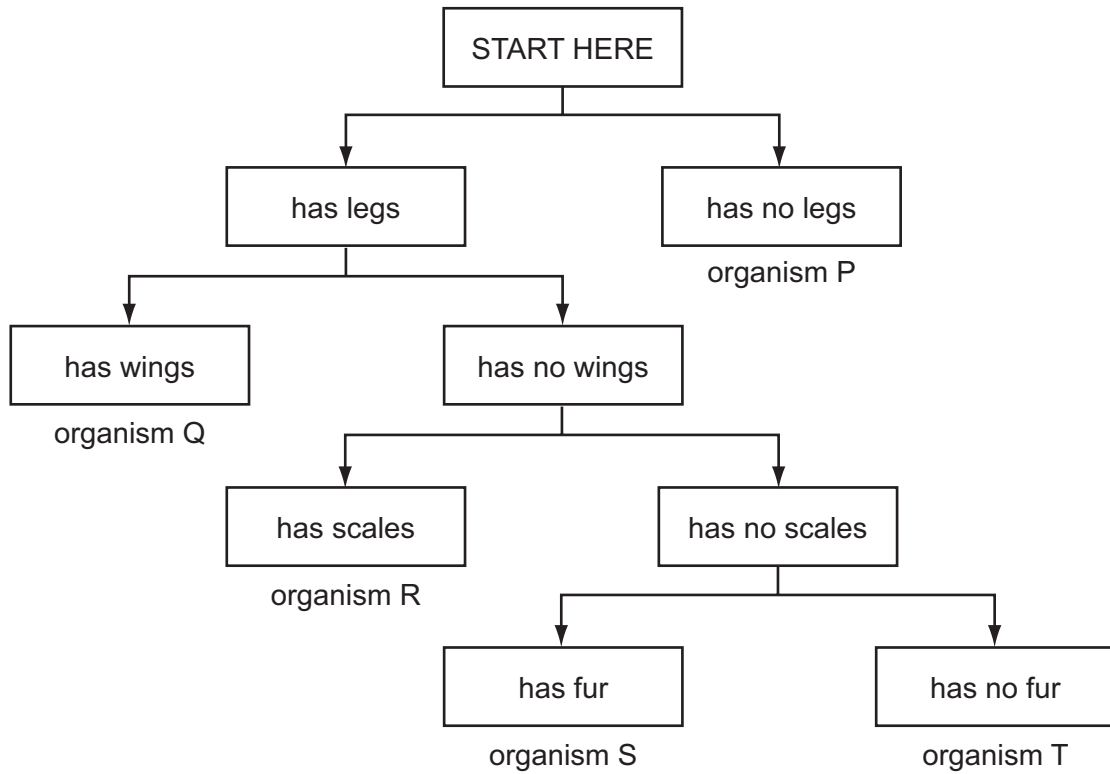 START HERE
has legs
has no legs
organism P
has wings
has no wings
organism Q
has scales
has no scales
organism R
has fur
has no fur
organism S
organism T